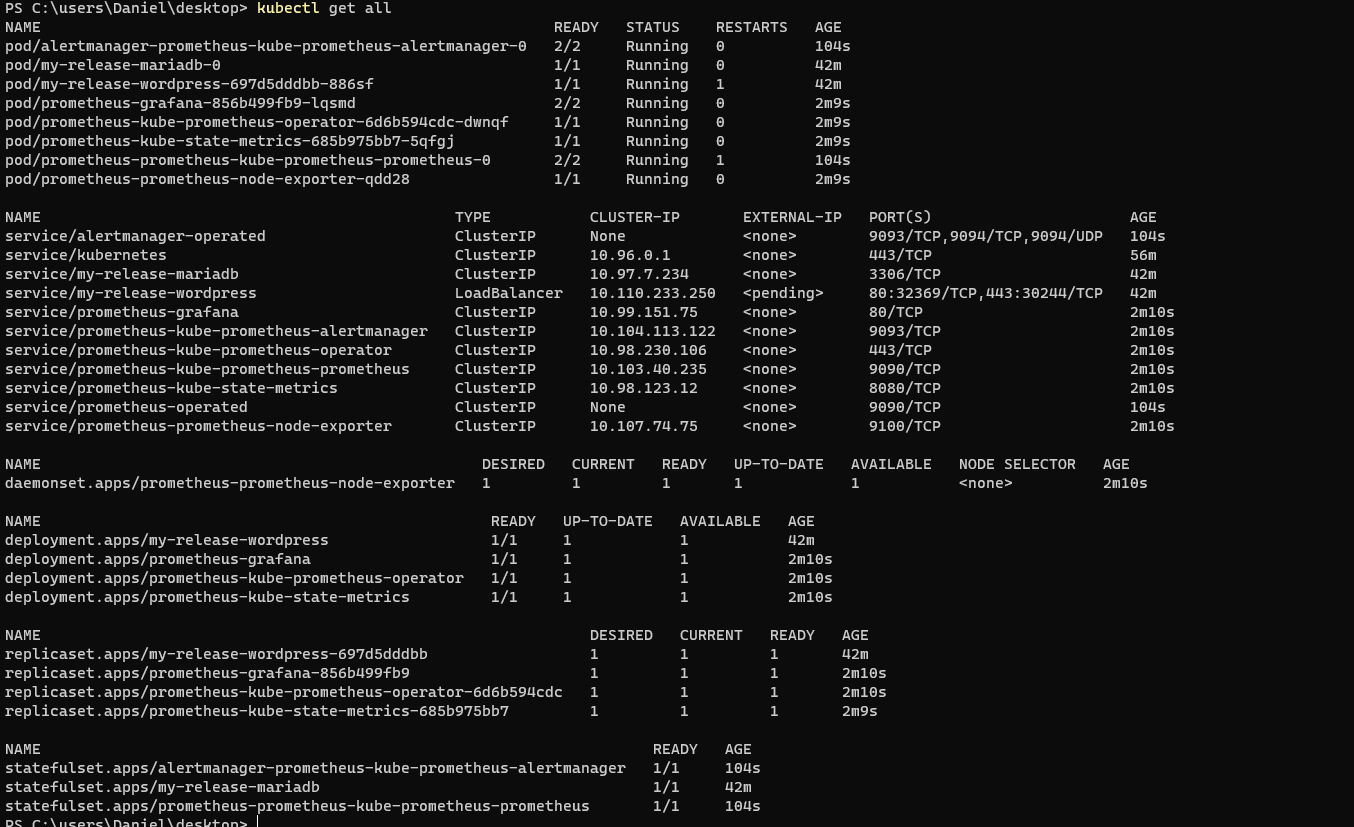 PS C:\users\Daniel\desktop> kubectl get all
NAME READY STATUS RESTARTS AGE
pod/alertmanager-prometheus-kube-prometheus-alertmanager-0 2/2 Running 0 104s
pod/my-release-mariadb-0 1/1 Running 0 42m
pod/my-release-wordpress-697d5dddbb-886sf 1/1 Running 1 42m
pod/prometheus-grafana-856b499fb9-lqsmd 2/2 Running 0 2m9s
pod/prometheus-kube-prometheus-operator-6d6b594cdc-dwnqf 1/1 Running 0 2m9s
pod/prometheus-kube-state-metrics-685b975bb7-5qfgj 1/1 Running 0 2m9s
pod/prometheus-prometheus-kube-prometheus-prometheus-0 2/2 Running 1 104s
pod/prometheus-prometheus-node-exporter-qdd28 1/1 Running 0 2m9s
NAME TYPE CLUSTER-IP EXTERNAL-IP PORT(S) AGE
service/alertmanager-operated ClusterIP None <none> 9093/TCP,9094/TCP,9094/UDP 104s
service/kubernetes ClusterIP 10.96.0.1 <none> 443/TCP 56m
service/my-release-mariadb ClusterIP 10.97.7.234 <none> 3306/TCP 42m
service/my-release-wordpress LoadBalancer 10.110.233.250 <pending> 80:32369/TCP,443:30244/TCP 42m
service/prometheus-grafana ClusterIP 10.99.151.75 <none> 80/TCP 2m10s
service/prometheus-kube-prometheus-alertmanager ClusterIP 10.104.113.122 <none> 9093/TCP 2m10s
service/prometheus-kube-prometheus-operator ClusterIP 10.98.230.106 <none> 443/TCP 2m10s
service/prometheus-kube-prometheus-prometheus ClusterIP 10.103.40.235 <none> 9090/TCP 2m10s
service/prometheus-kube-state-metrics ClusterIP 10.98.123.12 <none> 8080/TCP 2m10s
service/prometheus-operated ClusterIP None <none> 9090/TCP 104s
service/prometheus-prometheus-node-exporter ClusterIP 10.107.74.75 <none> 9100/TCP 2m10s
NAME DESIRED CURRENT READY UP-TO-DATE AVAILABLE NODE SELECTOR AGE
daemonset.apps/prometheus-prometheus-node-exporter 1 1 1 1 1 <none> 2m10s
NAME READY UP-TO-DATE AVAILABLE AGE
deployment.apps/my-release-wordpress 1/1 1 1 42m
deployment.apps/prometheus-grafana 1/1 1 1 2m10s
deployment.apps/prometheus-kube-prometheus-operator 1/1 1 1 2m10s
deployment.apps/prometheus-kube-state-metrics 1/1 1 1 2m10s
NAME DESIRED CURRENT READY AGE
replicaset.apps/my-release-wordpress-697d5dddbb 1 1 1 42m
replicaset.apps/prometheus-grafana-856b499fb9 1 1 1 2m10s
replicaset.apps/prometheus-kube-prometheus-operator-6d6b594cdc 1 1 1 2m10s
replicaset.apps/prometheus-kube-state-metrics-685b975bb7 1 1 1 2m9s
NAME READY AGE
statefulset.apps/alertmanager-prometheus-kube-prometheus-alertmanager 1/1 104s
statefulset.apps/my-release-mariadb 1/1 42m
statefulset.apps/prometheus-prometheus-kube-prometheus-prometheus 1/1 104s
PS C:\users\Daniel\desktop>